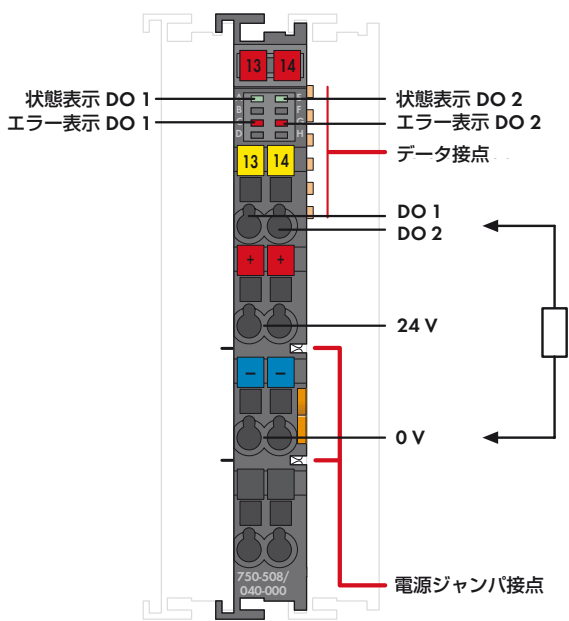 13 14
状態表示 DO 1
状態表示 DO 2
A E
B F
エラー表示 DO 1
エラー表示 DO 2
C G
D H
データ接点
13 14
DO 1
DO 2
+ +
24 V
− −
0 V
750-508/
040-000
電源ジャンパ接点